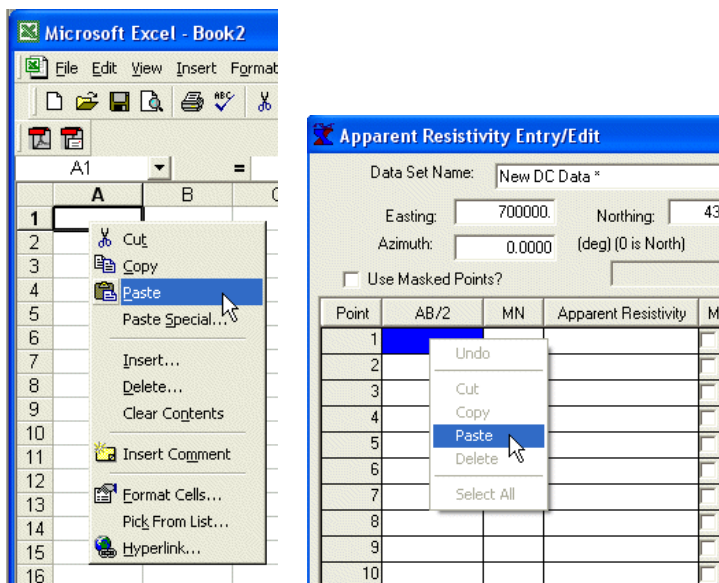 Microsoft Excel - Book2
File Edit View Insert Format
ABC
A1 =
A B C
1
2
3
4
5
6
7
8
9
10
11
12
13
14
15
16
Cut
Copy
Paste
Paste Special...
Insert...
Delete...
Clear Contents
Insert Comment
Format Cells...
Pick From List...
Hyperlink...
Apparent Resistivity Entry/Edit
Data Set Name: New DC Data *
Easting: 700000. Northing: 43
Azimuth: 0.0000 (deg) (0 is North)
Use Masked Points?
Point AB/2 MN Apparent Resistivity M
1
2
3
4
5
6
7
8
9
10
Undo
Cut
Copy
Paste
Delete
Select All